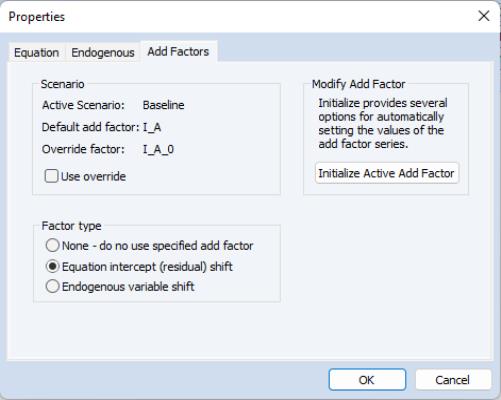 Properties
Equation
Endogenous
Add Factors
Scenario
Active Scenario: Baseline
Default add factor: I_A
Override factor: I_A_0
Use override
Modify Add Factor
Initialize provides several
options for automatically
setting the values of the
add factor series.
Initialize Active Add Factor
Factor type
None - do no use specified add factor
Equation intercept (residual) shift
Endogenous variable shift
OK
Cancel